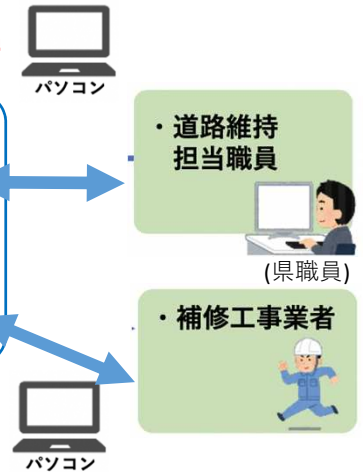 パソコン
・道路維持
担当職員
(県職員)
・補修工事業者
パソコン